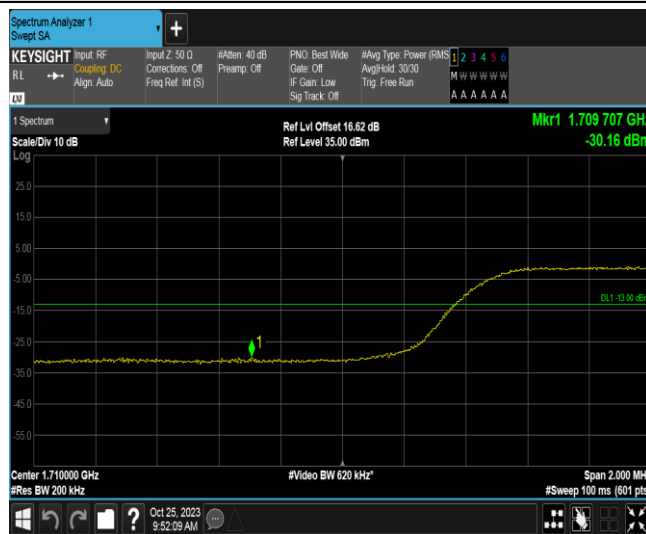 Spectrum Analyzer 1
Swept SA
KEYSIGHT
RL
LXI
Input: RF
Coupling: DC
Align: Auto
Input Z: 50 Ω
Corrections: Off
Freq Ref: Int (S)
#Atten: 40 dB
Preamp: Off
PNO: Best Wide
Gate: Off
IF Gain: Low
Sig Track: Off
#Avg Type: Power (RMS
Avg|Hold: 30/30
Trig: Free Run
1 2 3 4 5 6
M W W W W W
A A A A A A
1 Spectrum
Scale/Div 10 dB
Log
Ref Lvl Offset 16.62 dB
Ref Level 35.00 dBm
Mkr1 1.709 707 GHz
-30.16 dBm
25.0
15.0
5.00
-5.00
DL1 -13.00 dBm
-15.0
-25.0
1
-35.0
-45.0
-55.0
Center 1.710000 GHz
#Res BW 200 kHz
#Video BW 620 kHz*
Span 2.000 MH
#Sweep 100 ms (601 pts
?
Oct 25, 2023
9:52:09 AM